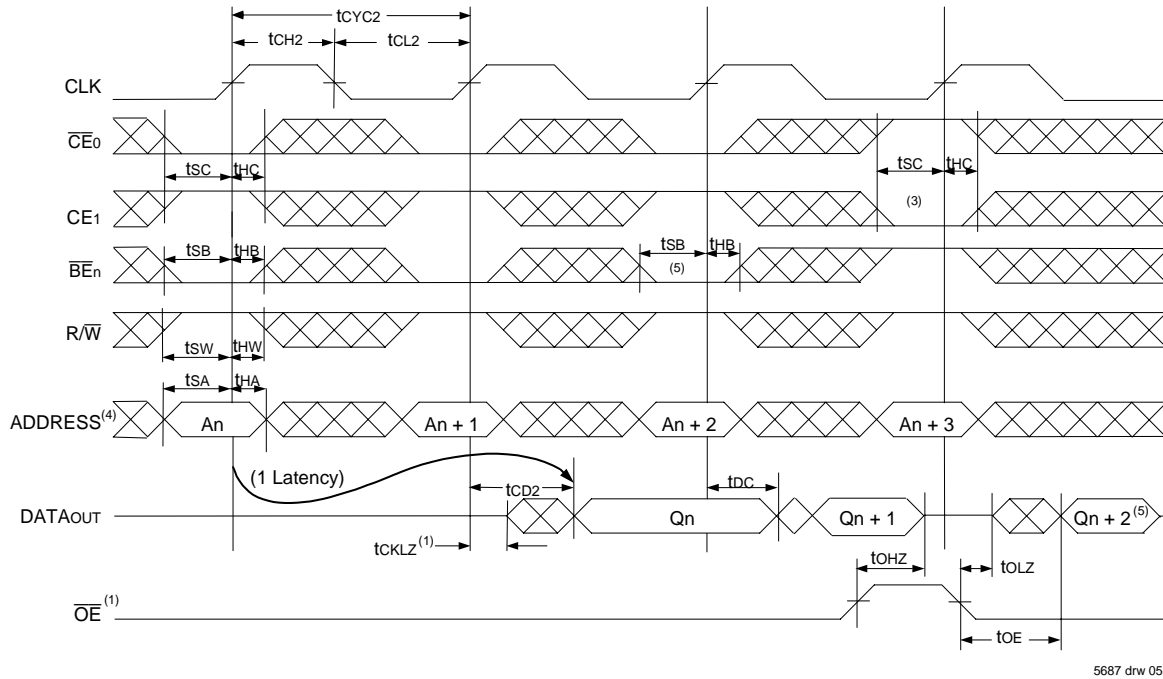 tCYC2
tCH2 tCL2
CLK
CE0
tSC tHC tSC tHC
CE1 (3)
tSB tHB tSB tHB
BEn (5)
R/W
tSW tHW
tSA tHA
ADDRESS(4) An An + 1 An + 2 An + 3
(1 Latency) tCD2 tDC
DATAOUT Qn Qn + 1 Qn + 2(5)
tCKLZ(1)
tOHZ tOLZ
OE(1)
tOE
5687 drw 05